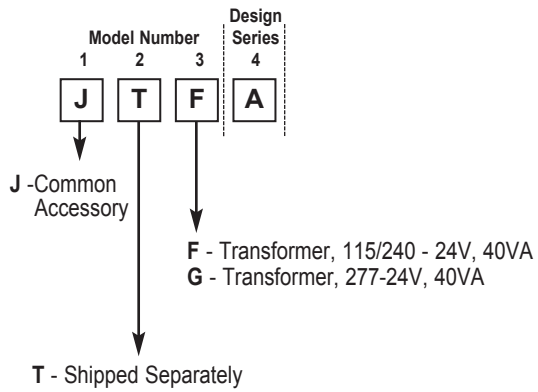 Design
Model Number Series
1 2 3 4
J T F A
J -Common
Accessory
F - Transformer, 115/240 - 24V, 40VA
G - Transformer, 277-24V, 40VA
T - Shipped Separately